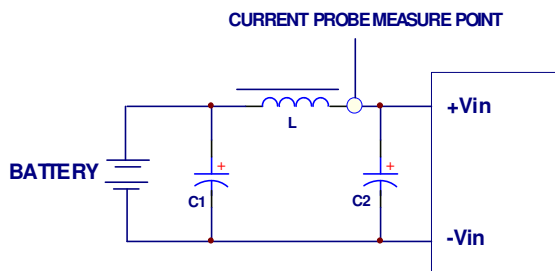 CURRENT PROBE MEASURE POINT
+Vin
L
BATTERY
+
+
C1
C2
-Vin